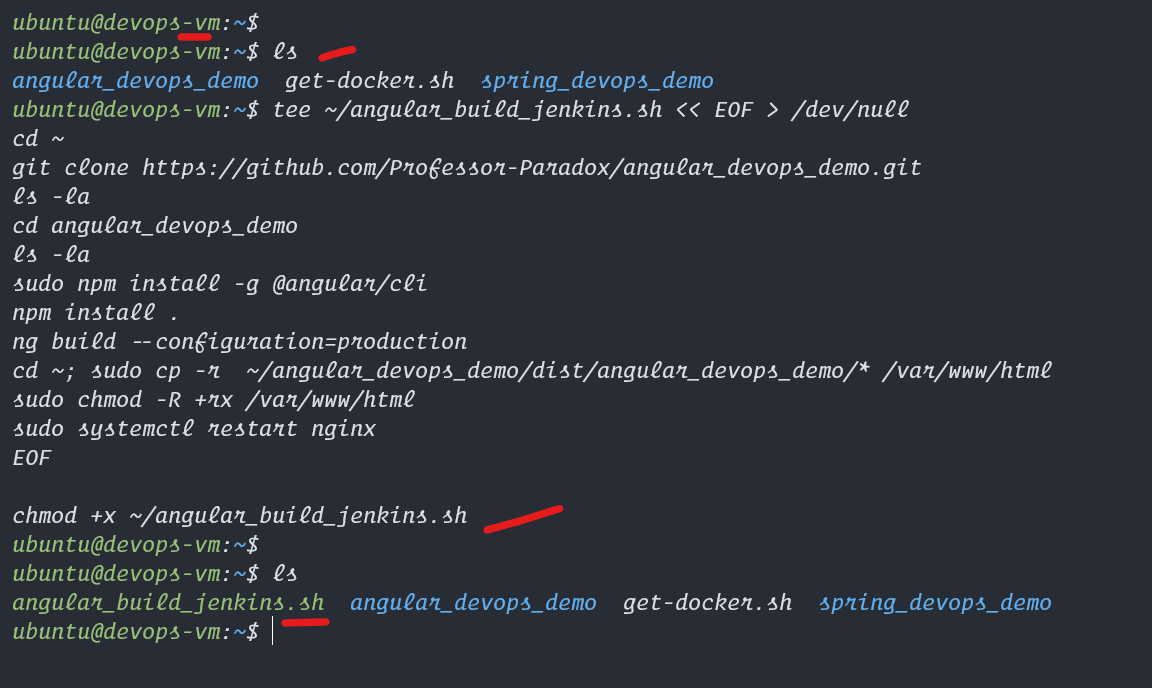 ubuntu@devops-vm:~$
ubuntu@devops-vm:~$ ls
angular_devops_demo  get-docker.sh  spring_devops_demo
ubuntu@devops-vm:~$ tee ~/angular_build_jenkins.sh << EOF > /dev/null
cd ~
git clone https://github.com/Professor-Paradox/angular_devops_demo.git
ls -la
cd angular_devops_demo
ls -la
sudo npm install -g @angular/cli
npm install .
ng build --configuration=production
cd ~; sudo cp -r  ~/angular_devops_demo/dist/angular_devops_demo/* /var/www/html
sudo chmod -R +rx /var/www/html
sudo systemctl restart nginx
EOF

chmod +x ~/angular_build_jenkins.sh
ubuntu@devops-vm:~$
ubuntu@devops-vm:~$ ls
angular_build_jenkins.sh  angular_devops_demo  get-docker.sh  spring_devops_demo
ubuntu@devops-vm:~$